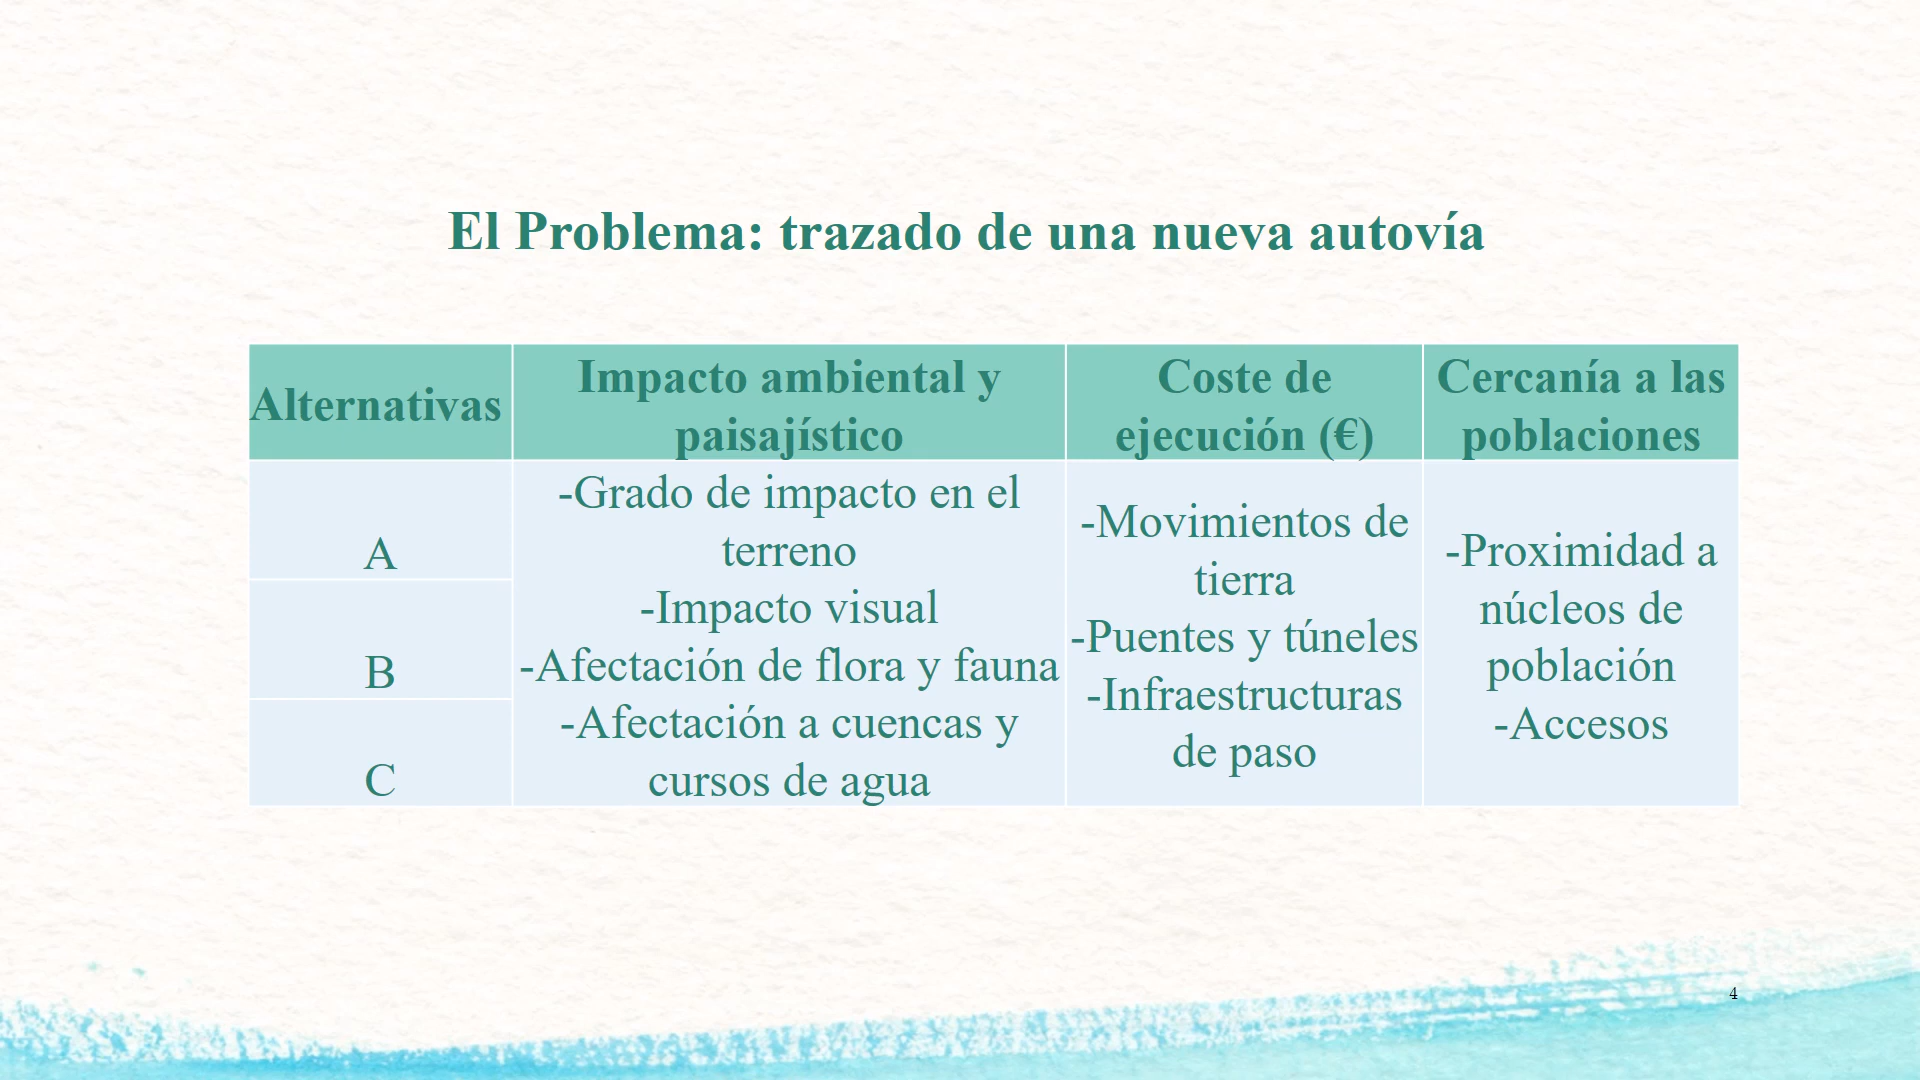 El Problema: trazado de una nueva autovía
Alternativas
Impacto ambiental y
paisajístico
Coste de
ejecución (€)
Cercanía a las
poblaciones
A
B
C
-Grado de impacto en el
terreno
-Impacto visual
-Afectación de flora y fauna
-Afectación a cuencas y
cursos de agua
-Movimientos de
tierra
-Puentes y túneles
-Infraestructuras
de paso
-Proximidad a
núcleos de
población
-Accesos
4